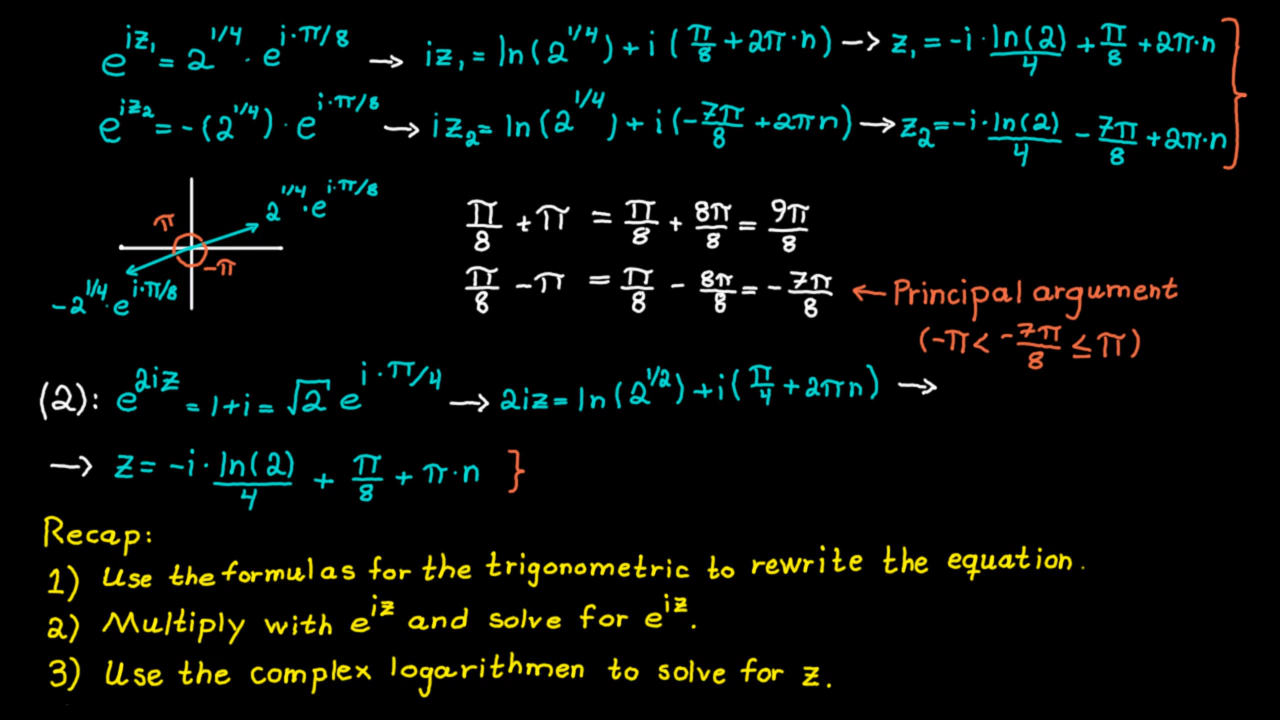 e^{iz₁} = 2^{1/4} · e^{i·π/8} → iz₁ = ln(2^{1/4}) + i(π/8 + 2π·n) → z₁ = -i · ln(2)/4 + π/8 + 2π·n
e^{iz₂} = -(2^{1/4}) · e^{i·π/8} → iz₂ = ln(2^{1/4}) + i(-7π/8 + 2πn) → z₂ = -i·ln(2)/4 - 7π/8 + 2π·n
2^{1/4}·e^{i·π/8}
π
-π
-2^{1/4}·e^{i·π/8}
π/8 + π = π/8 + 8π/8 = 9π/8
π/8 - π = π/8 - 8π/8 = -7π/8 ← Principal argument
(-π < -7π/8 ≤ π)
(2): e^{2iz} = 1+i = √2 e^{i·π/4} → 2iz = ln(2^{1/2}) + i(π/4 + 2πn) →
→ z = -i · ln(2)/4 + π/8 + π·n }
Recap:
1) Use the formulas for the trigonometric to rewrite the equation.
2) Multiply with e^{iz} and solve for e^{iz}.
3) Use the complex logarithmen to solve for z.